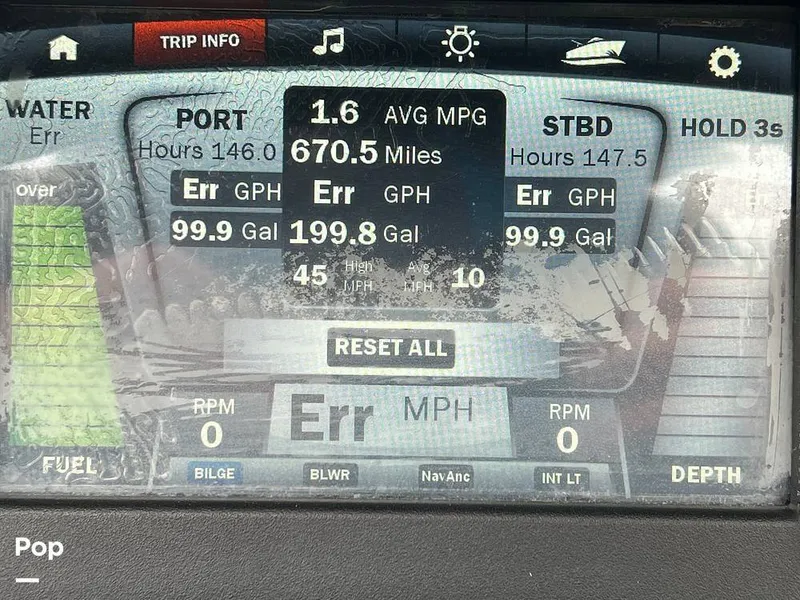 TRIP INFO
WATER
Err
over
FUEL
PORT
Hours 146.0
Err GPH
99.9 Gal
1.6 AVG MPG
670.5 Miles
Err GPH
199.8 Gal
45 High MPH Avg MPH 10
STBD
Hours 147.5
Err GPH
99.9 Gal
HOLD 3s
DEPTH
RESET ALL
RPM
0
Err MPH
RPM
0
BILGE BLWR NavAnc INT LT
Pop